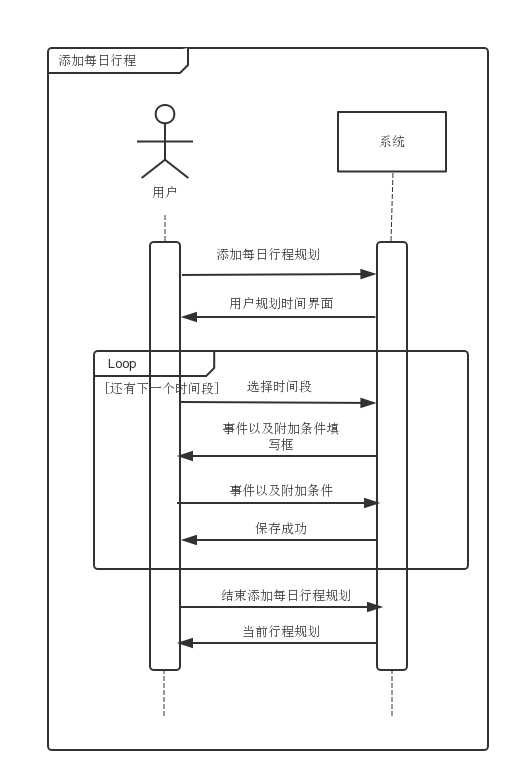 添加每日行程
系统
用户
添加每日行程规划
用户规划时间界面
Loop
[还有下一个时间段]
选择时间段
事件以及附加条件填
写框
事件以及附加条件
保存成功
结束添加每日行程规划
当前行程规划